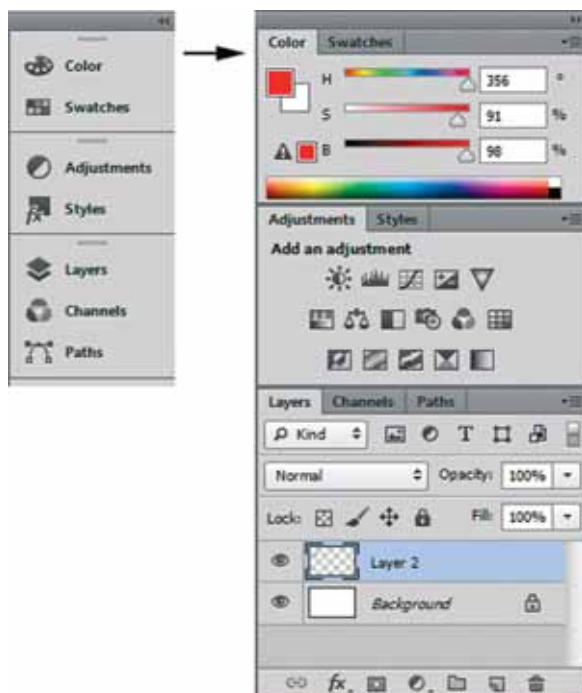 Color
Swatches
Adjustments
Styles
Layers
Channels
Paths
Color Swatches
H 356 °
S 91 %
B 98 %
Adjustments Styles
Add an adjustment
Layers Channels Paths
Kind T
Normal Opacity: 100%
Lock: Fill: 100%
Layer 2
Background
fx